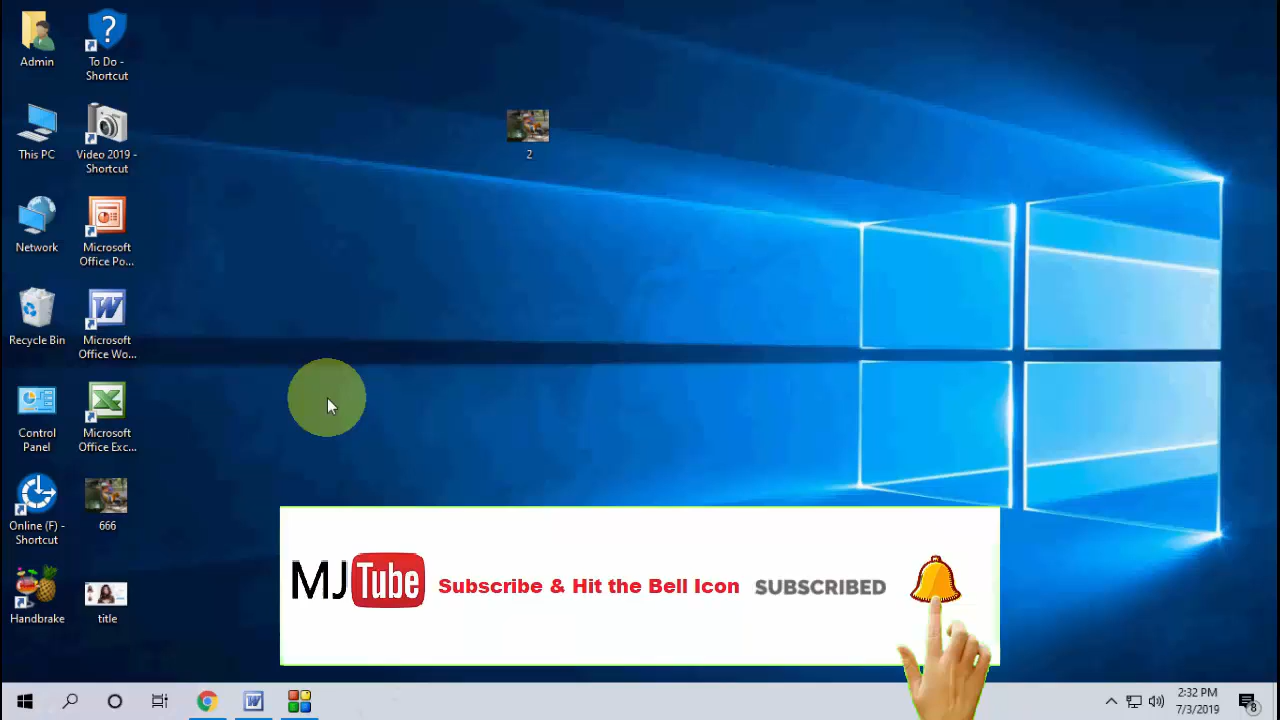 Admin
To Do -
Shortcut
This PC
Video 2019 -
Shortcut
2
Network
Microsoft
Office Po...
Recycle Bin
Microsoft
Office Wo...
Control
Panel
Microsoft
Office Exc...
Online (F) -
Shortcut
666
Handbrake
title
MJ Tube
Subscribe & Hit the Bell Icon
SUBSCRIBED
2:32 PM
7/3/2019
8